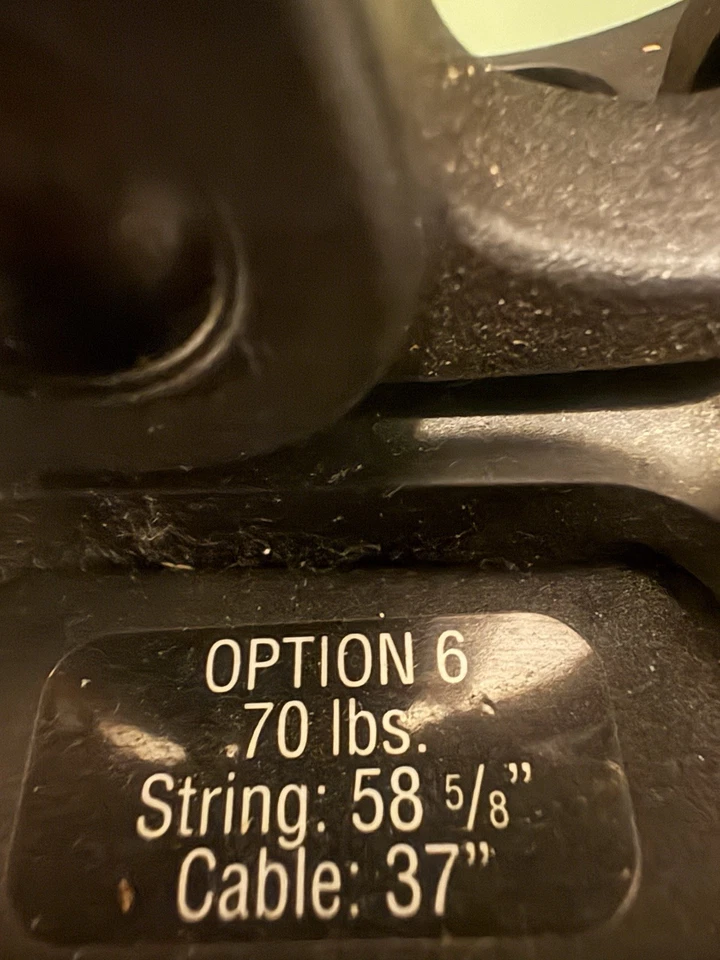 OPTION 6
70 lbs.
String: 58 5/8”
Cable: 37”